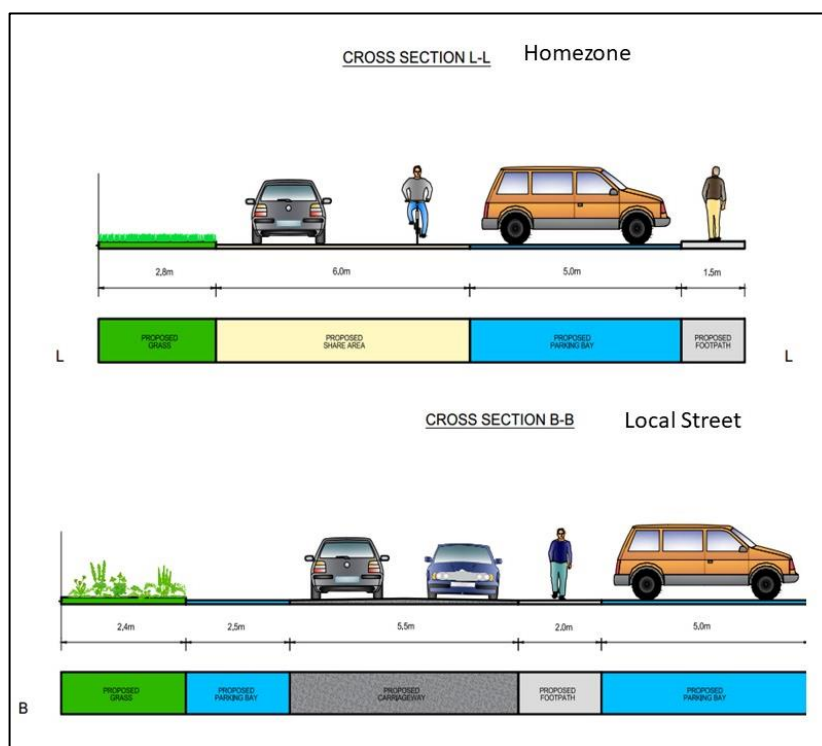 CROSS SECTION L-L Homezone
2,8m 6,0m 5,0m 1,5m
PROPOSED GRASS
PROPOSED SHARE AREA
PROPOSED PARKING BAY
PROPOSED FOOTPATH
L L
CROSS SECTION B-B Local Street
2,4m 2,5m 5,5m 2,0m 5,0m
PROPOSED GRASS
PROPOSED PARKING BAY
PROPOSED CARRIAGEWAY
PROPOSED FOOTPATH
PROPOSED PARKING BAY
B